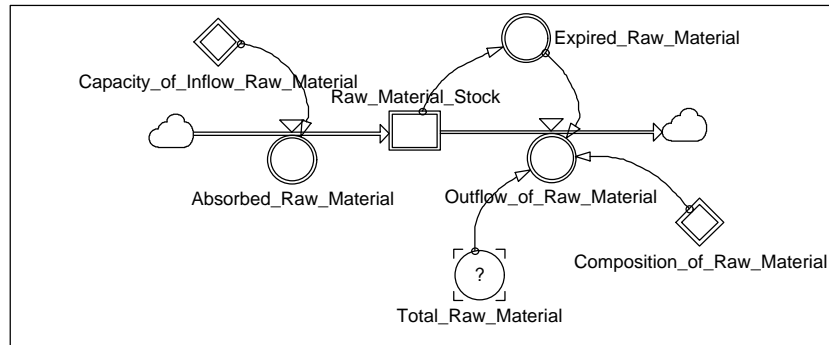 Expired_Raw_Material
Capacity_of_Inflow_Raw_Material
Raw_Material_Stock
Absorbed_Raw_Material
Outflow_of_Raw_Material
Composition_of_Raw_Material
?
Total_Raw_Material